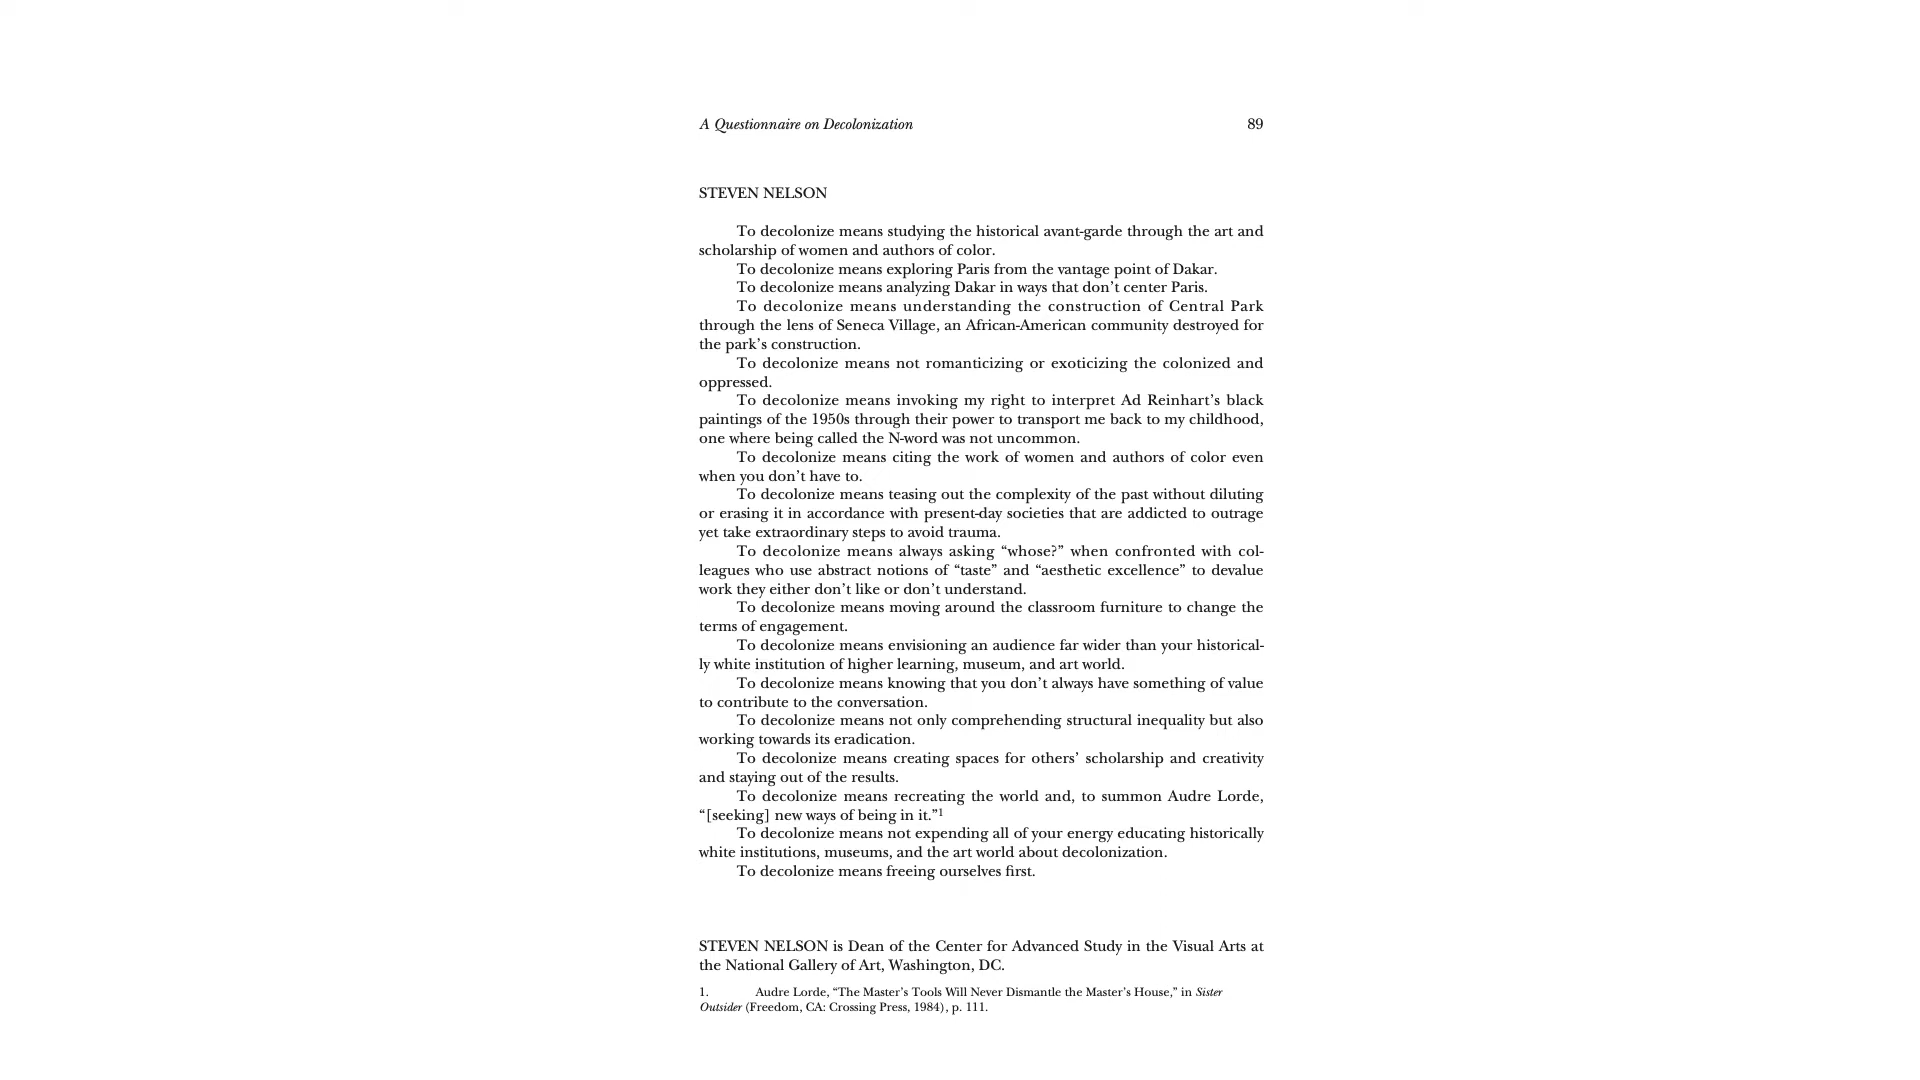 A Questionnaire on Decolonization 89
STEVEN NELSON
To decolonize means studying the historical avant-garde through the art and
scholarship of women and authors of color.
To decolonize means exploring Paris from the vantage point of Dakar.
To decolonize means analyzing Dakar in ways that don’t center Paris.
To decolonize means understanding the construction of Central Park
through the lens of Seneca Village, an African-American community destroyed for
the park’s construction.
To decolonize means not romanticizing or exoticizing the colonized and
oppressed.
To decolonize means invoking my right to interpret Ad Reinhart’s black
paintings of the 1950s through their power to transport me back to my childhood,
one where being called the N-word was not uncommon.
To decolonize means citing the work of women and authors of color even
when you don’t have to.
To decolonize means teasing out the complexity of the past without diluting
or erasing it in accordance with present-day societies that are addicted to outrage
yet take extraordinary steps to avoid trauma.
To decolonize means always asking “whose?” when confronted with col-
leagues who use abstract notions of “taste” and “aesthetic excellence” to devalue
work they either don’t like or don’t understand.
To decolonize means moving around the classroom furniture to change the
terms of engagement.
To decolonize means envisioning an audience far wider than your historical-
ly white institution of higher learning, museum, and art world.
To decolonize means knowing that you don’t always have something of value
to contribute to the conversation.
To decolonize means not only comprehending structural inequality but also
working towards its eradication.
To decolonize means creating spaces for others’ scholarship and creativity
and staying out of the results.
To decolonize means recreating the world and, to summon Audre Lorde,
“[seeking] new ways of being in it.”1
To decolonize means not expending all of your energy educating historically
white institutions, museums, and the art world about decolonization.
To decolonize means freeing ourselves first.
STEVEN NELSON is Dean of the Center for Advanced Study in the Visual Arts at
the National Gallery of Art, Washington, DC.
1. Audre Lorde, “The Master’s Tools Will Never Dismantle the Master’s House,” in Sister
Outsider (Freedom, CA: Crossing Press, 1984), p. 111.